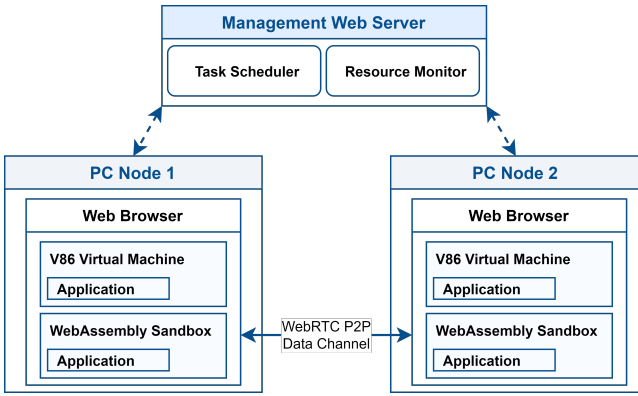 Management Web Server
Task Scheduler
Resource Monitor
PC Node 1
Web Browser
V86 Virtual Machine
Application
WebAssembly Sandbox
Application
WebRTC P2P
Data Channel
PC Node 2
Web Browser
V86 Virtual Machine
Application
WebAssembly Sandbox
Application